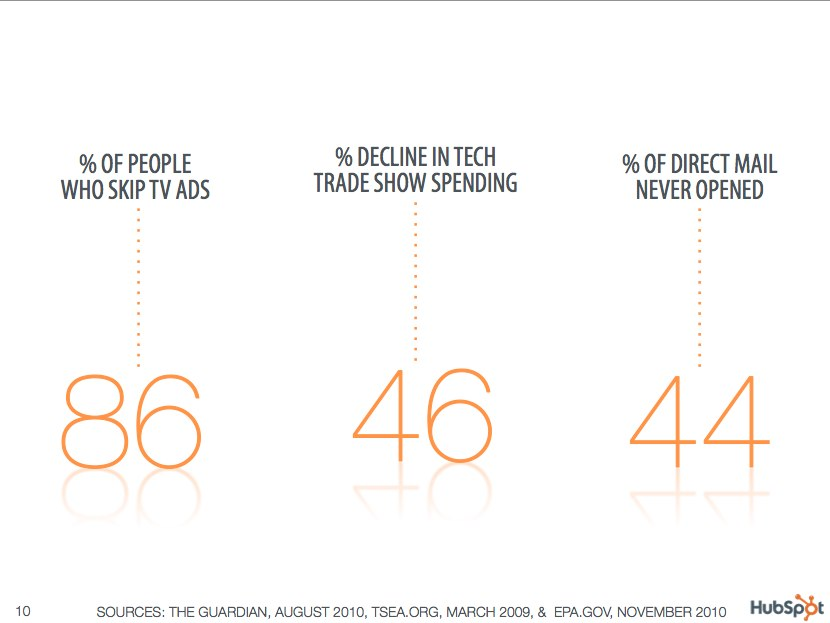 % OF PEOPLE
WHO SKIP TV ADS
86
% DECLINE IN TECH
TRADE SHOW SPENDING
46
% OF DIRECT MAIL
NEVER OPENED
44
10
SOURCES: THE GUARDIAN, AUGUST 2010, TSEA.ORG, MARCH 2009, & EPA.GOV, NOVEMBER 2010
HubSpot